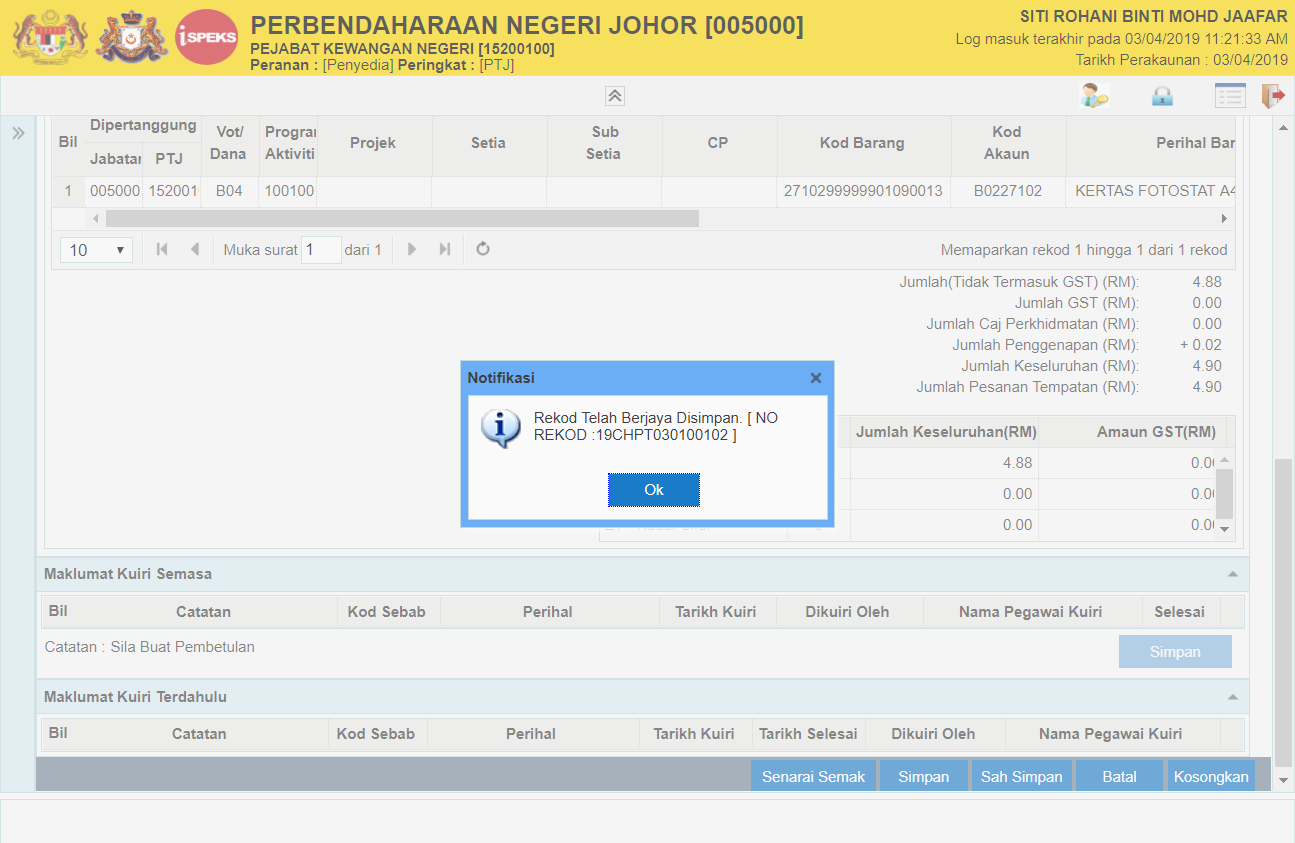 iSPEKS
PERBENDAHARAAN NEGERI JOHOR [005000]
PEJABAT KEWANGAN NEGERI [15200100]
Peranan : [Penyedia] Peringkat : [PTJ]
SITI ROHANI BINTI MOHD JAAFAR
Log masuk terakhir pada 03/04/2019 11:21:33 AM
Tarikh Perakaunan : 03/04/2019
Bil Dipertanggung Vot/ Dana Program Aktiviti Projek Setia Sub Setia CP Kod Barang Kod Akaun Perihal Bar
Jabatan PTJ
1 005000 152001 B04 100100 2710299999901090013 B0227102 KERTAS FOTOSTAT A4
10 Muka surat 1 dari 1 Memaparkan rekod 1 hingga 1 dari 1 rekod
Jumlah(Tidak Termasuk GST) (RM): 4.88
Jumlah GST (RM): 0.00
Jumlah Caj Perkhidmatan (RM): 0.00
Jumlah Penggenapan (RM): + 0.02
Jumlah Keseluruhan (RM): 4.90
Jumlah Pesanan Tempatan (RM): 4.90
Notifikasi
Rekod Telah Berjaya Disimpan. [ NO
REKOD :19CHPT030100102 ]
Ok
Jumlah Keseluruhan(RM) Amaun GST(RM)
4.88 0.00
0.00 0.00
0.00 0.00
Maklumat Kuiri Semasa
Bil Catatan Kod Sebab Perihal Tarikh Kuiri Dikuiri Oleh Nama Pegawai Kuiri Selesai
Catatan : Sila Buat Pembetulan
Simpan
Maklumat Kuiri Terdahulu
Bil Catatan Kod Sebab Perihal Tarikh Kuiri Tarikh Selesai Dikuiri Oleh Nama Pegawai Kuiri
Senarai Semak Simpan Sah Simpan Batal Kosongkan